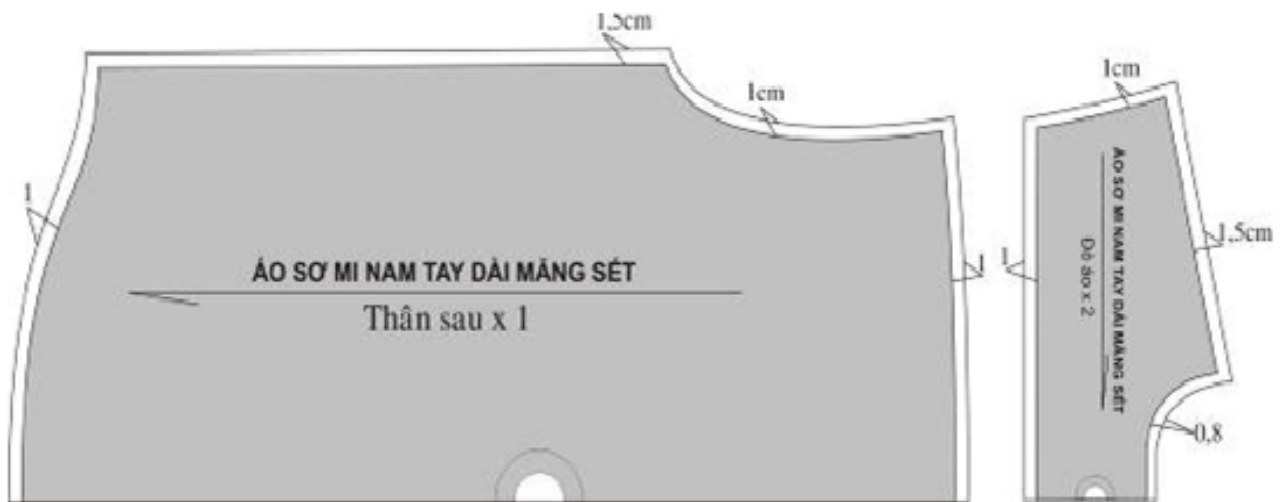 1,5cm
1cm
1
ÁO SƠ MI NAM TAY DÀI MĂNG SÉT
Thân sau x 1
1
1cm
1
ÁO SƠ MI NAM TAY DÀI MĂNG SÉT
Đô áo x 2
1,5cm
0,8